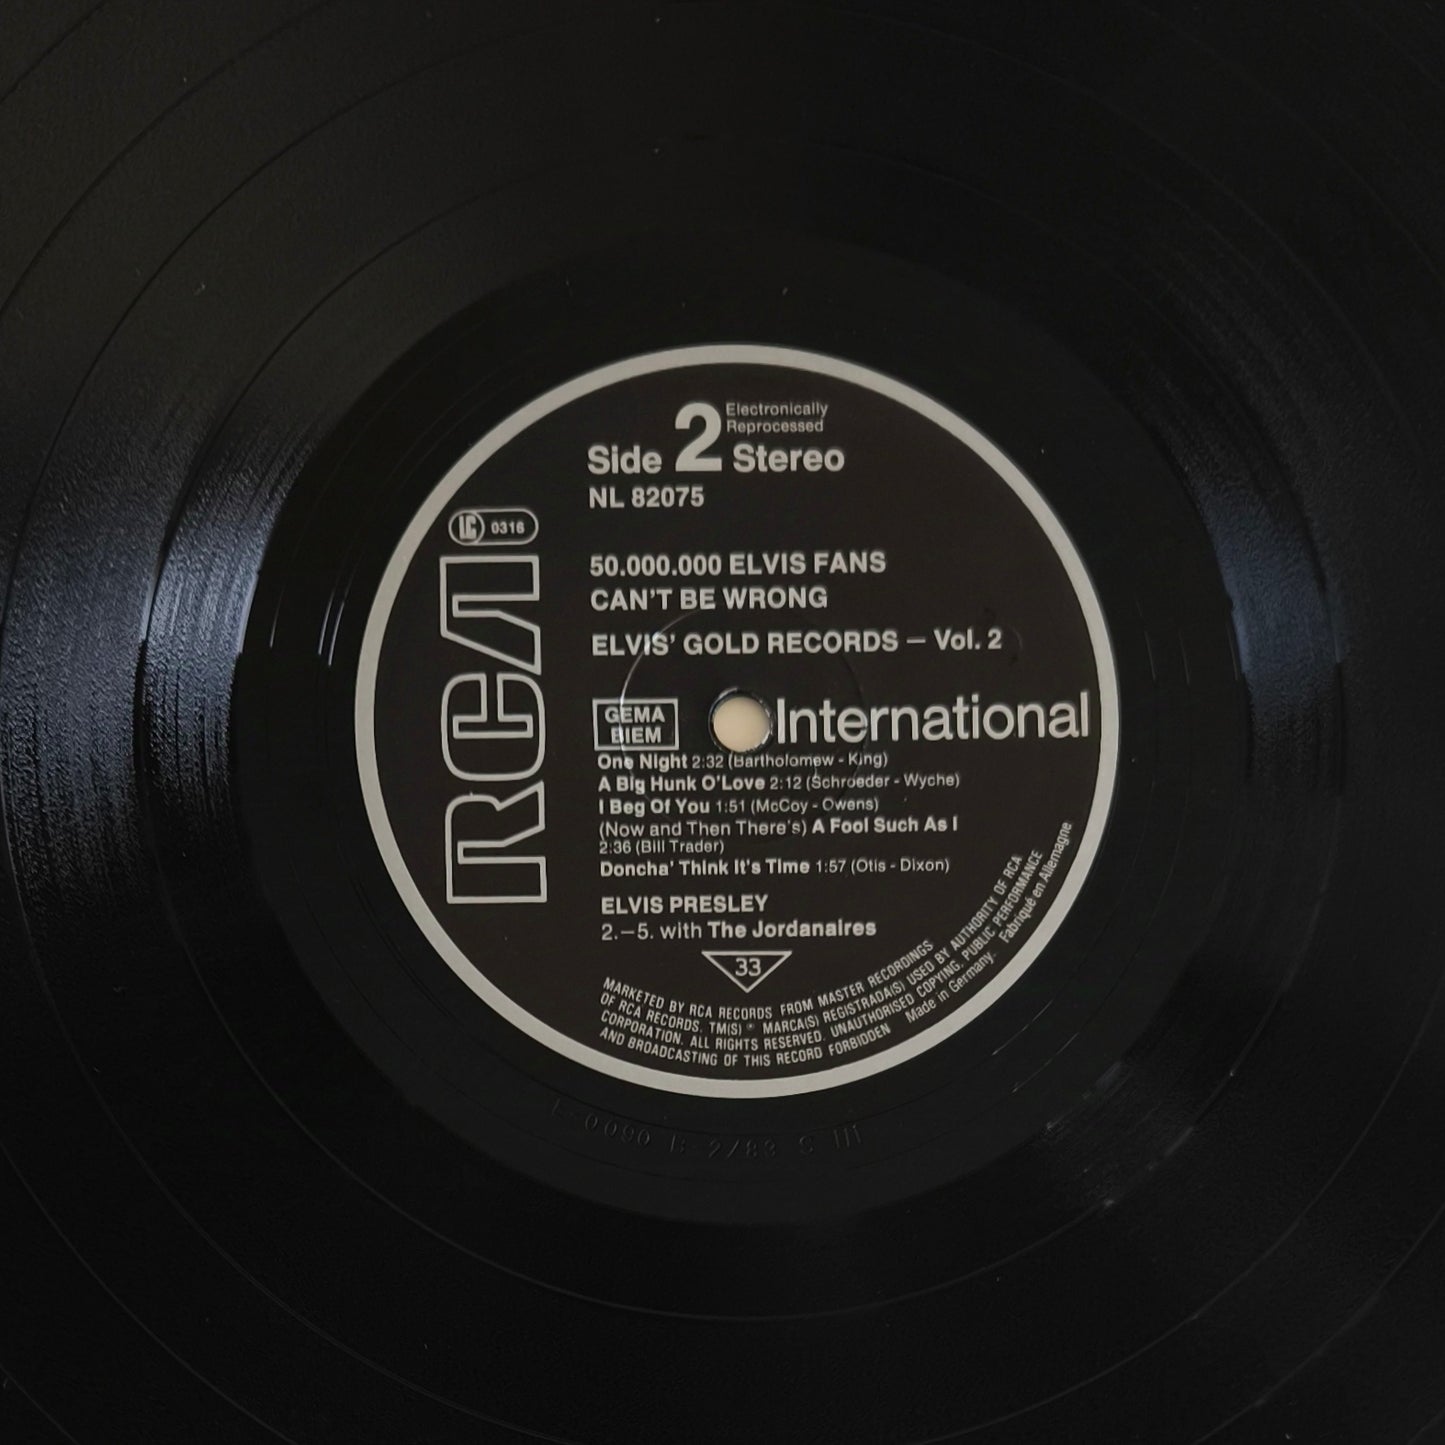 Electronically
Reprocessed
Side 2 Stereo
NL 82075
LC 0316
RCA
50.000.000 ELVIS FANS
CAN'T BE WRONG
ELVIS' GOLD RECORDS — Vol. 2
GEMA
BIEM
International
One Night 2:32 (Bartholomew - King)
A Big Hunk O'Love 2:12 (Schroeder - Wyche)
I Beg Of You 1:51 (McCoy - Owens)
(Now and Then There's) A Fool Such As I
2:36 (Bill Trader)
Doncha' Think It's Time 1:57 (Otis - Dixon)
ELVIS PRESLEY
2.—5. with The Jordanaires
33
MARKETED BY RCA RECORDS FROM MASTER RECORDINGS
OF RCA RECORDS. TM(S) ® MARCA(S) REGISTRADA(S) USED BY AUTHORITY OF RCA
CORPORATION. ALL RIGHTS RESERVED. UNAUTHORISED COPYING, PUBLIC PERFORMANCE
AND BROADCASTING OF THIS RECORD FORBIDDEN Made in Germany. Fabriqué en Allemagne
0090 B-2/83 S III